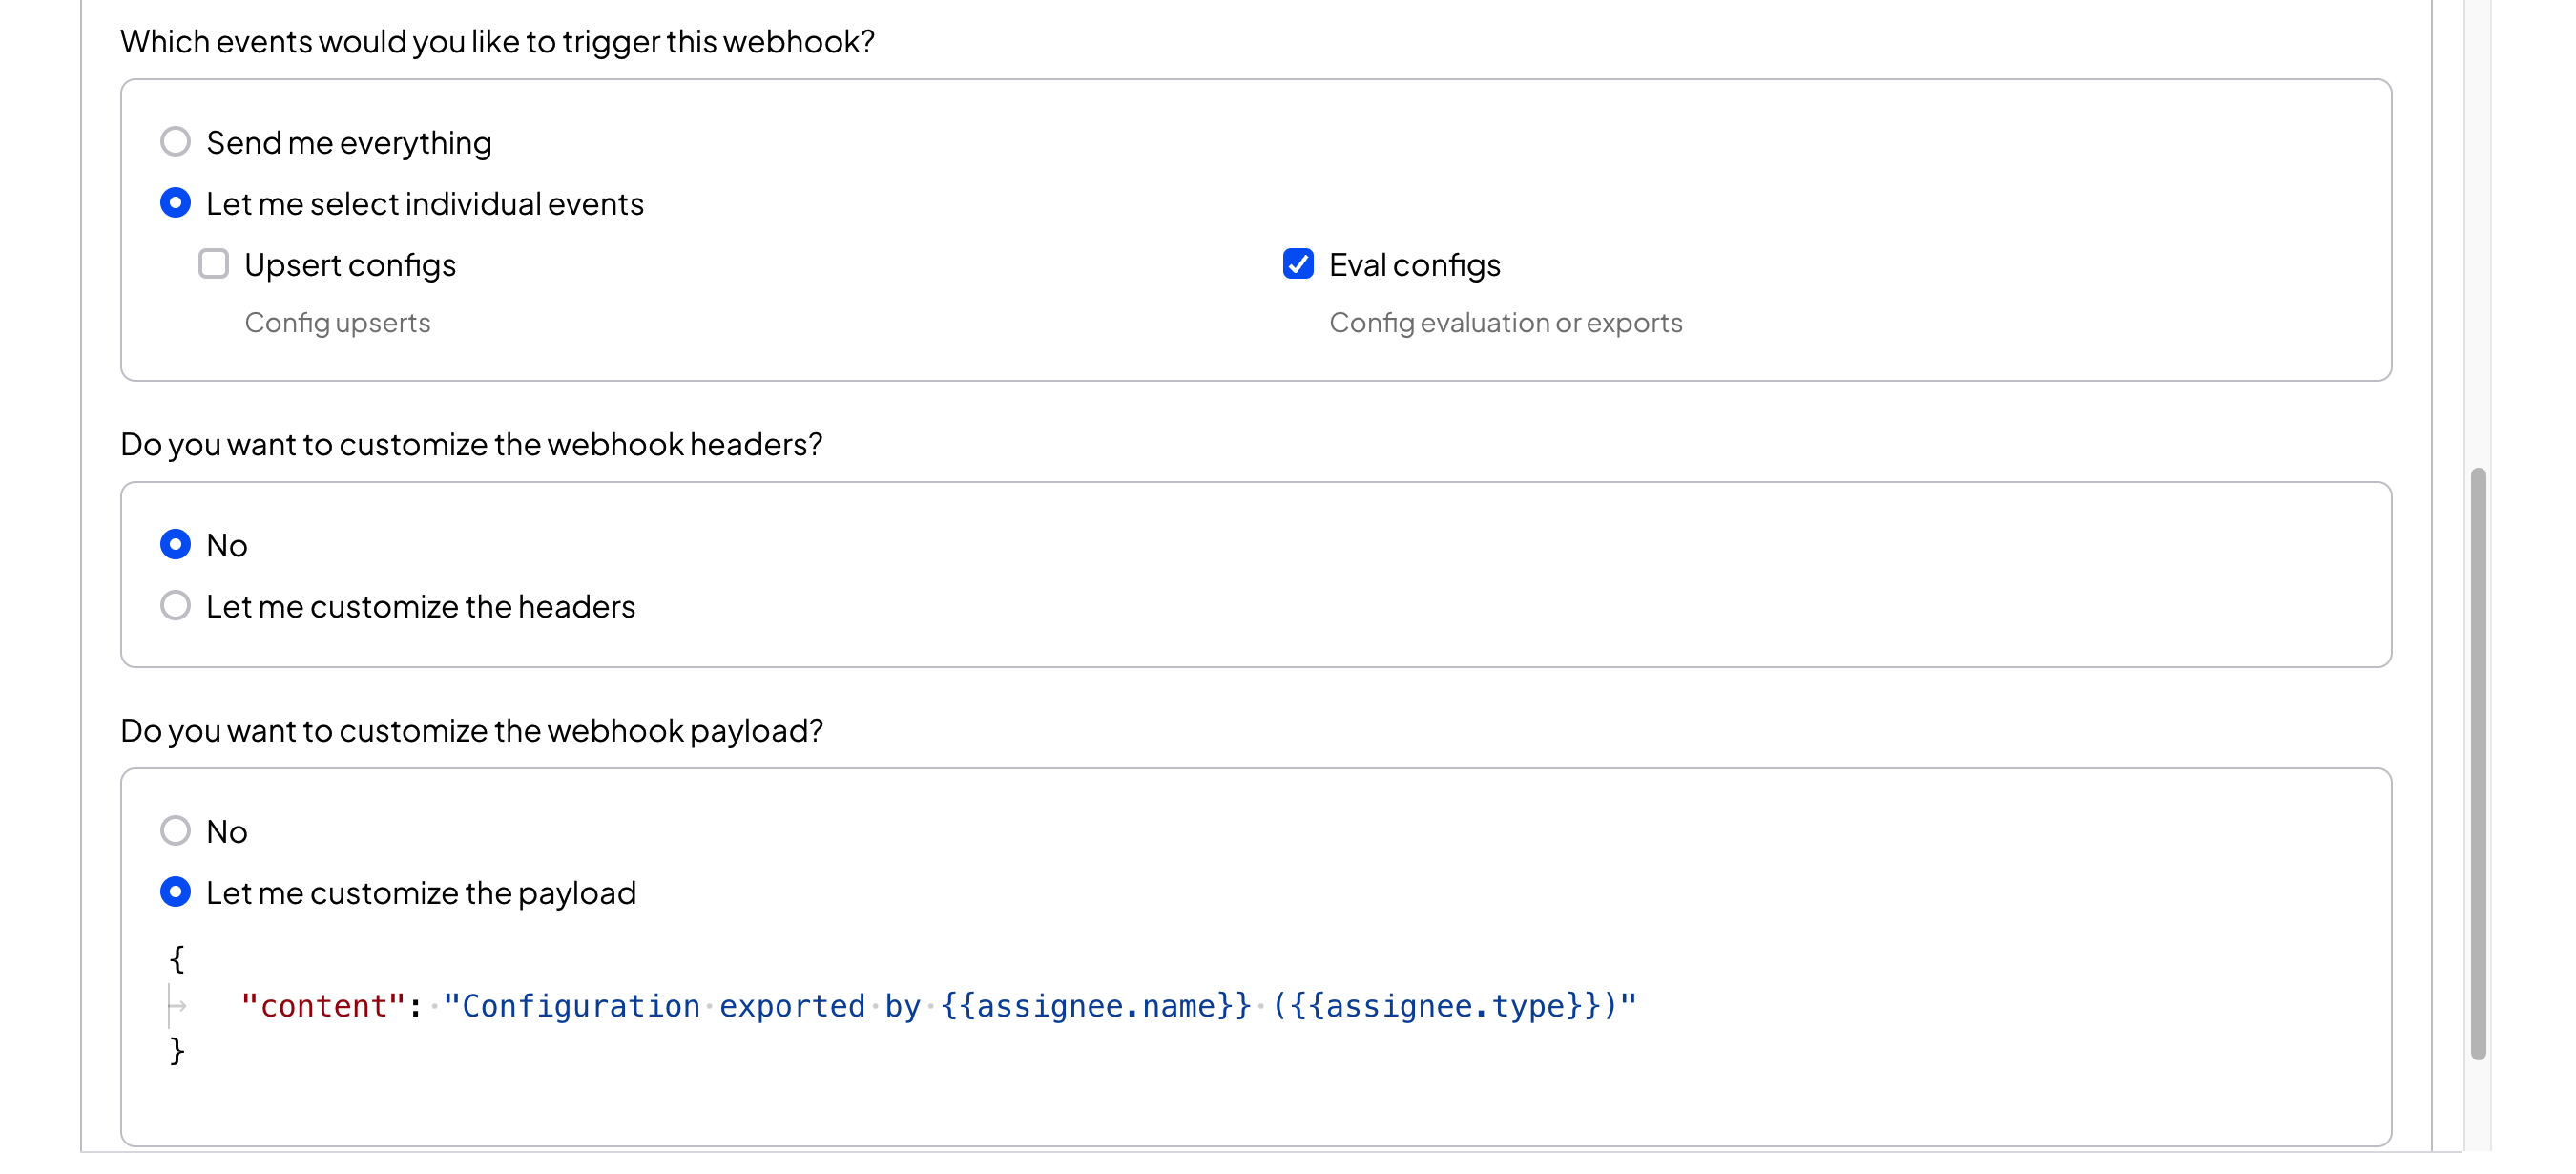 Which events would you like to trigger this webhook?
Send me everything
Let me select individual events
Upsert configs
Config upserts
Eval configs
Config evaluation or exports
Do you want to customize the webhook headers?
No
Let me customize the headers
Do you want to customize the webhook payload?
No
Let me customize the payload
{
"content": "Configuration exported by {{assignee.name}} ({{assignee.type}})"
}